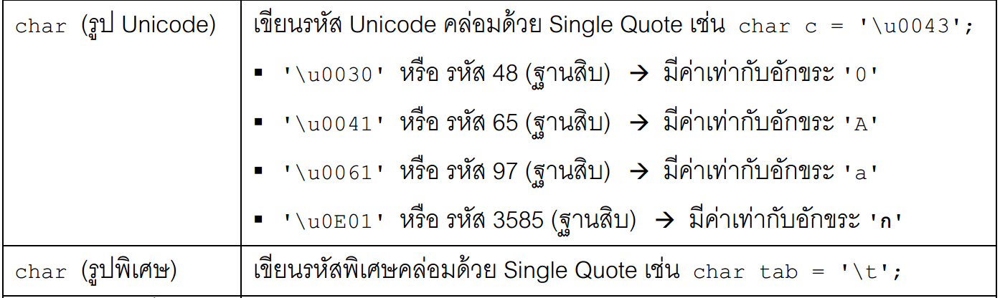 char (รูป Unicode)
เขียนรหัส Unicode คล่อมด้วย Single Quote เช่น char c = '\u0043';
▪ '\u0030' หรือ รหัส 48 (ฐานสิบ) → มีค่าเท่ากับอักขระ '0'
▪ '\u0041' หรือ รหัส 65 (ฐานสิบ) → มีค่าเท่ากับอักขระ 'A'
▪ '\u0061' หรือ รหัส 97 (ฐานสิบ) → มีค่าเท่ากับอักขระ 'a'
▪ '\u0E01' หรือ รหัส 3585 (ฐานสิบ) → มีค่าเท่ากับอักขระ 'ก'
char (รูปพิเศษ)
เขียนรหัสพิเศษคล่อมด้วย Single Quote เช่น char tab = '\t';